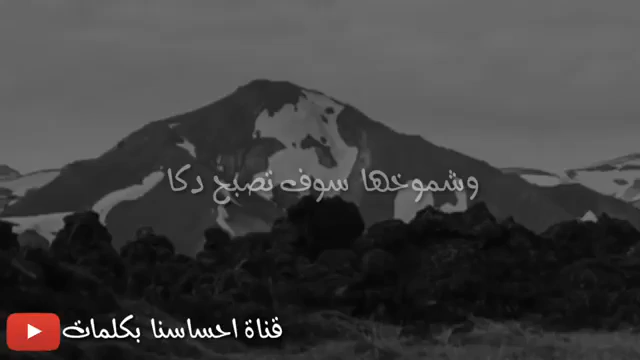 وشموخها سوف تصبح دكا
قناة احساسنا بكلمات